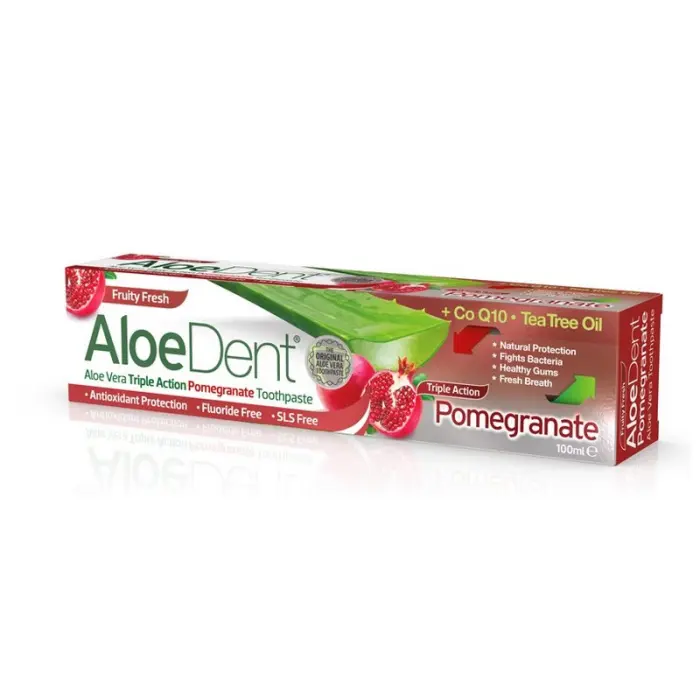 AloeDent
Pomegranate
Fruity Fresh
AloeDent®
THE
ORIGINAL
ALOE VERA
TOOTHPASTE
Aloe Vera Triple Action Pomegranate Toothpaste
• Antioxidant Protection • Fluoride Free • SLS Free
+ Co Q10 • Tea Tree Oil
• Natural Protection
• Fights Bacteria
• Healthy Gums
• Fresh Breath
Triple Action
Pomegranate
100ml ℮
Fruity Fresh
AloeDent
Pomegranate
Aloe Vera Toothpaste